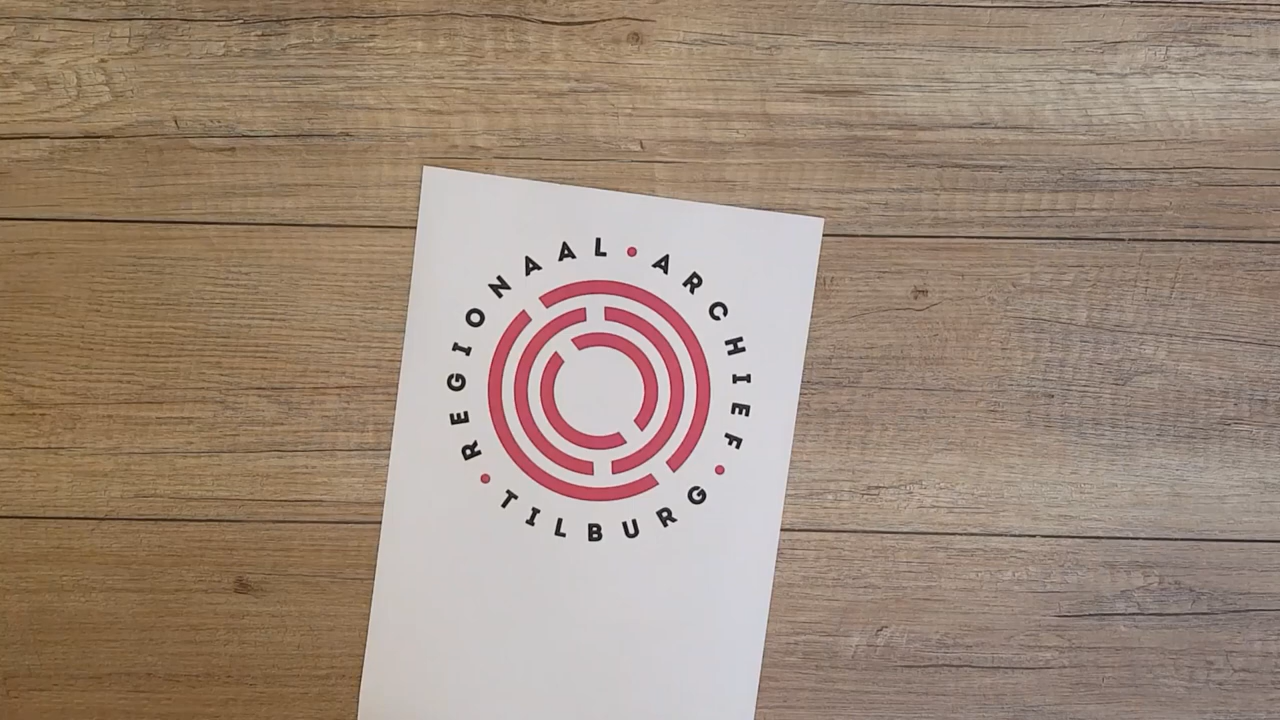 REGIONAAL • ARCHIEF • TILBURG •